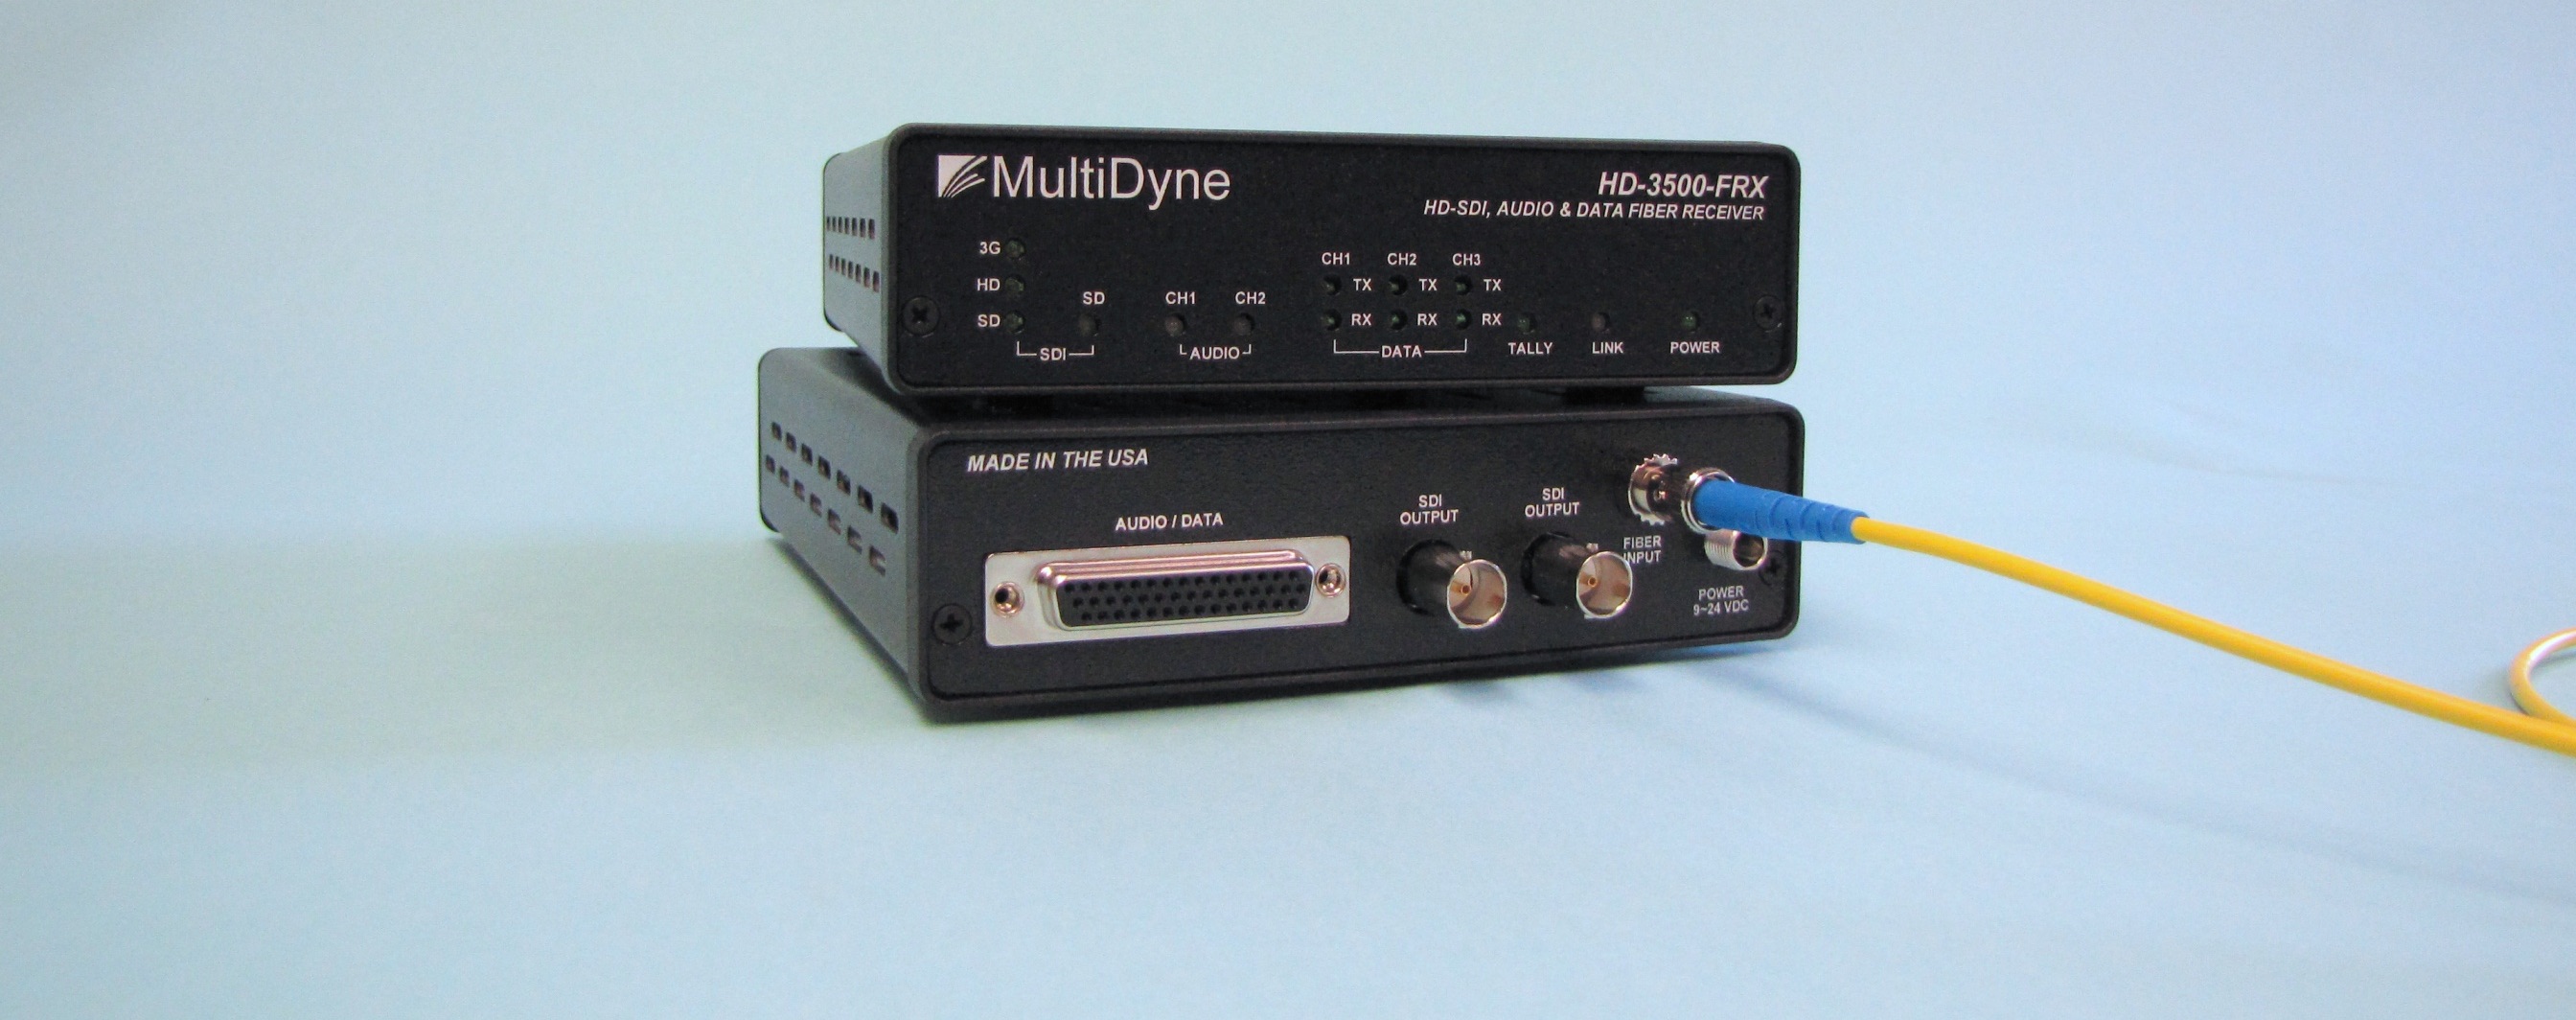 MultiDyne
HD-3500-FRX
HD-SDI, AUDIO & DATA FIBER RECEIVER
3G
HD
SD
SD
SDI
CH1 CH2
AUDIO
CH1 CH2 CH3
TX TX TX
RX RX RX
DATA
TALLY
LINK
POWER
MADE IN THE USA
AUDIO / DATA
SDI
OUTPUT
SDI
OUTPUT
FIBER
INPUT
POWER
9~24 VDC